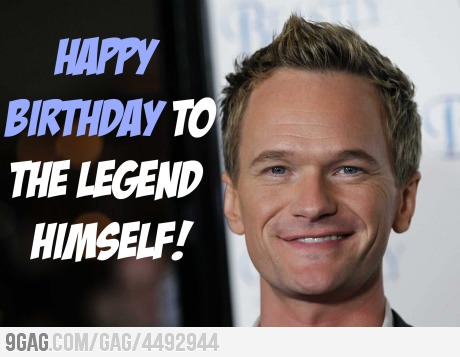 HAPPY
BIRTHDAY TO
THE LEGEND
HIMSELF!
9GAG.COM/GAG/4492944